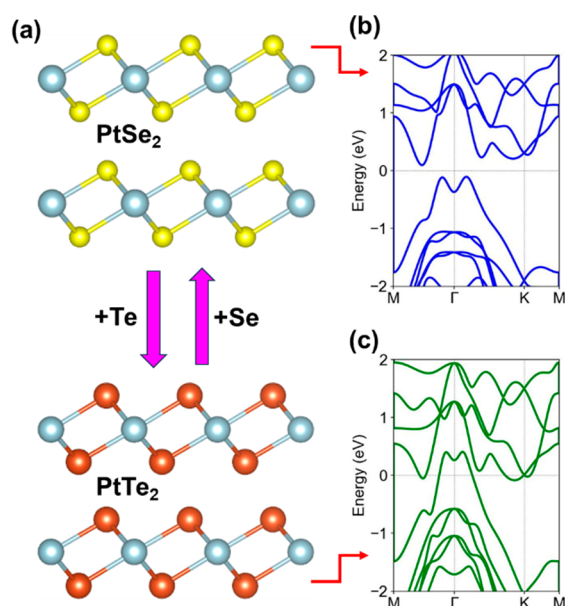 (a)
PtSe₂
+Te
+Se
PtTe₂
(b)
Energy (eV)
2
1
0
−1
−2
M
Γ
K
M
(c)
Energy (eV)
2
1
0
−1
−2
M
Γ
K
M